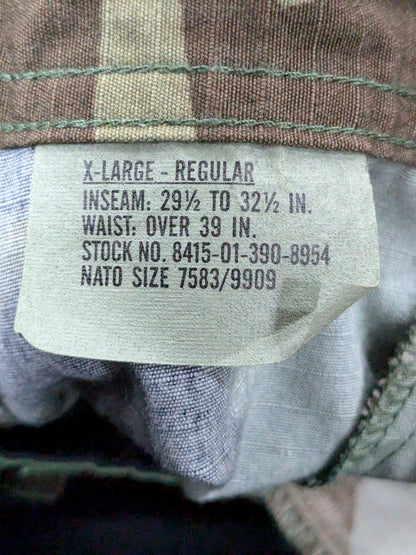 X-LARGE - REGULAR
INSEAM: 29½ TO 32½ IN.
WAIST: OVER 39 IN.
STOCK NO. 8415-01-390-8954
NATO SIZE 7583/9909